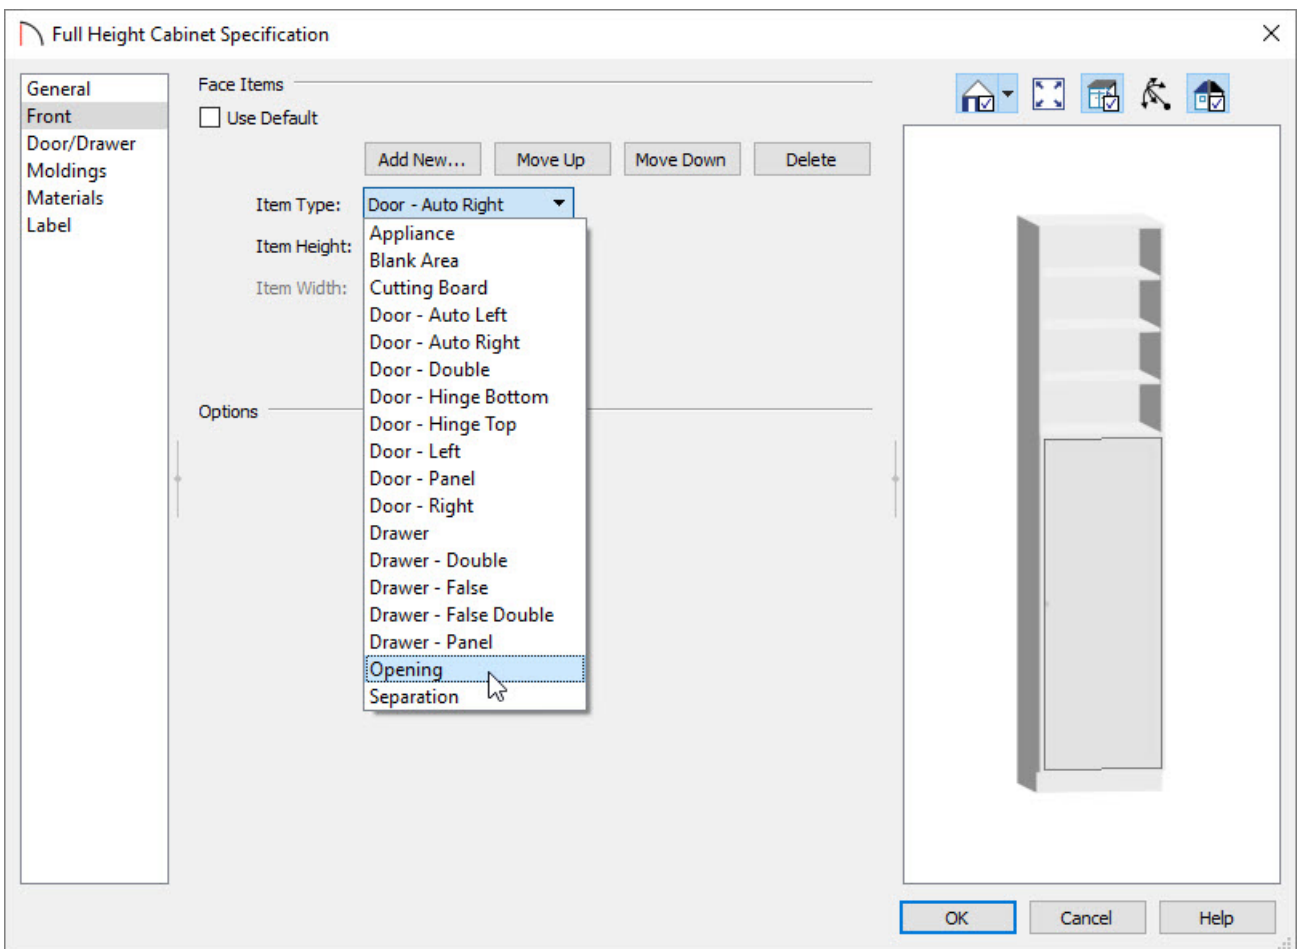 Full Height Cabinet Specification
General
Front
Door/Drawer
Moldings
Materials
Label
Face Items
Use Default
Add New... Move Up Move Down Delete
Item Type: Door - Auto Right
Item Height:
Item Width:
Appliance
Blank Area
Cutting Board
Door - Auto Left
Door - Auto Right
Door - Double
Door - Hinge Bottom
Door - Hinge Top
Door - Left
Door - Panel
Door - Right
Drawer
Drawer - Double
Drawer - False
Drawer - False Double
Drawer - Panel
Opening
Separation
Options
OK Cancel Help